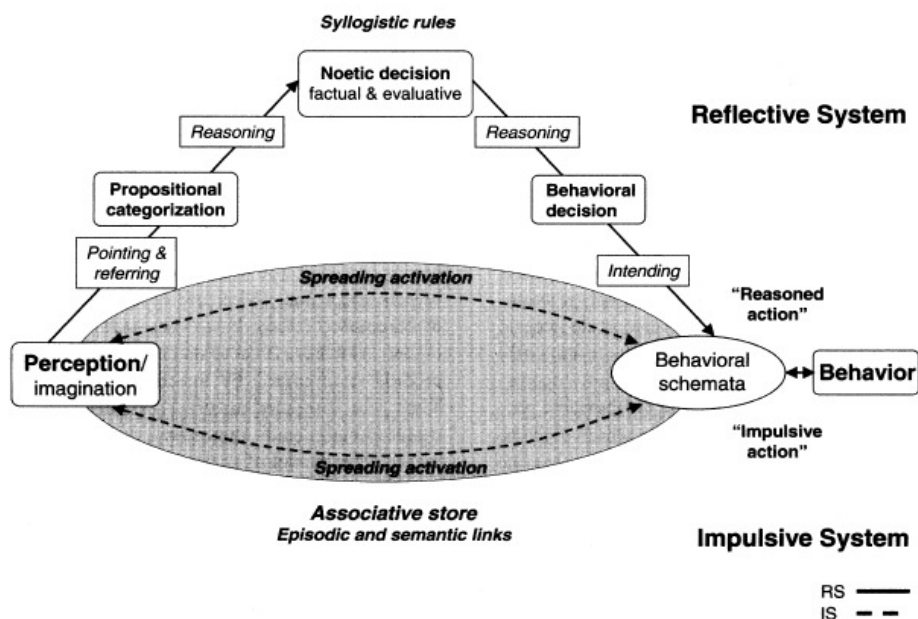 Syllogistic rules
Noetic decision
factual & evaluative
Reflective System
Reasoning
Reasoning
Propositional
categorization
Behavioral
decision
Pointing &
referring
Intending
Spreading activation
"Reasoned
action"
Perception/
imagination
Behavioral
schemata
Behavior
"Impulsive
action"
Spreading activation
Associative store
Episodic and semantic links
Impulsive System
RS
IS